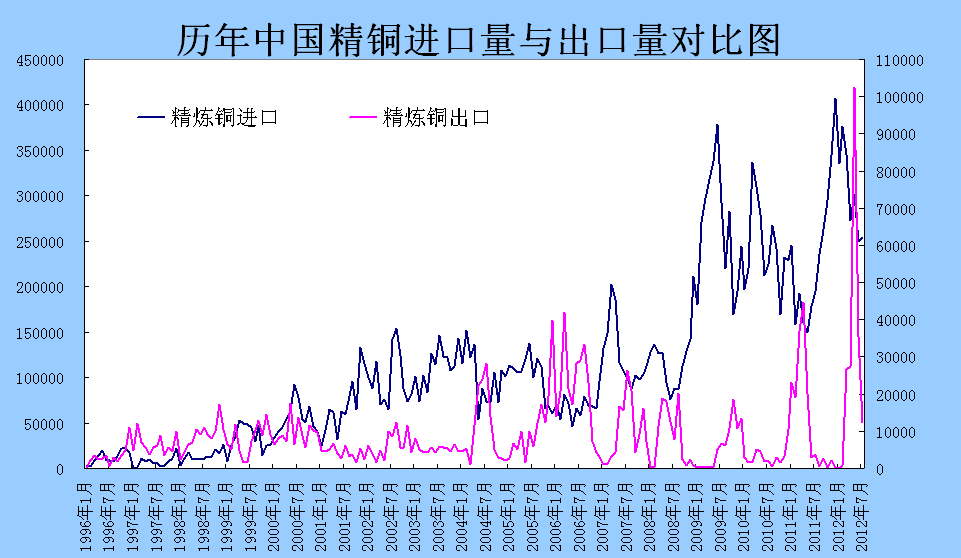 历年中国精铜进口量与出口量对比图
精炼铜进口 精炼铜出口
450000
400000
350000
300000
250000
200000
150000
100000
50000
0
110000
100000
90000
80000
70000
60000
50000
40000
30000
20000
10000
0
1996年1月
1996年7月
1997年1月
1997年7月
1998年1月
1998年7月
1999年1月
1999年7月
2000年1月
2000年7月
2001年1月
2001年7月
2002年1月
2002年7月
2003年1月
2003年7月
2004年1月
2004年7月
2005年1月
2005年7月
2006年1月
2006年7月
2007年1月
2007年7月
2008年1月
2008年7月
2009年1月
2009年7月
2010年1月
2010年7月
2011年1月
2011年7月
2012年1月
2012年7月